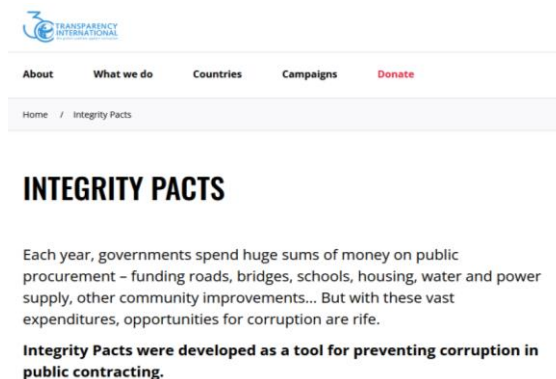 TRANSPARENCY
INTERNATIONAL
About What we do Countries Campaigns Donate
Home / Integrity Pacts
INTEGRITY PACTS
Each year, governments spend huge sums of money on public
procurement – funding roads, bridges, schools, housing, water and power
supply, other community improvements... But with these vast
expenditures, opportunities for corruption are rife.
Integrity Pacts were developed as a tool for preventing corruption in
public contracting.